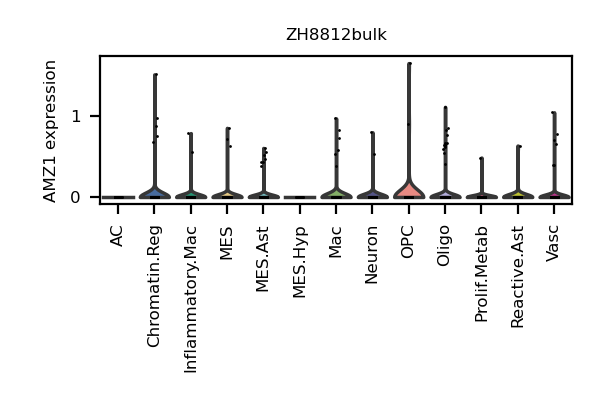 ZH8812bulk
AMZ1 expression
1
0
AC
Chromatin.Reg
Inflammatory.Mac
MES
MES.Ast
MES.Hyp
Mac
Neuron
OPC
Oligo
Prolif.Metab
Reactive.Ast
Vasc